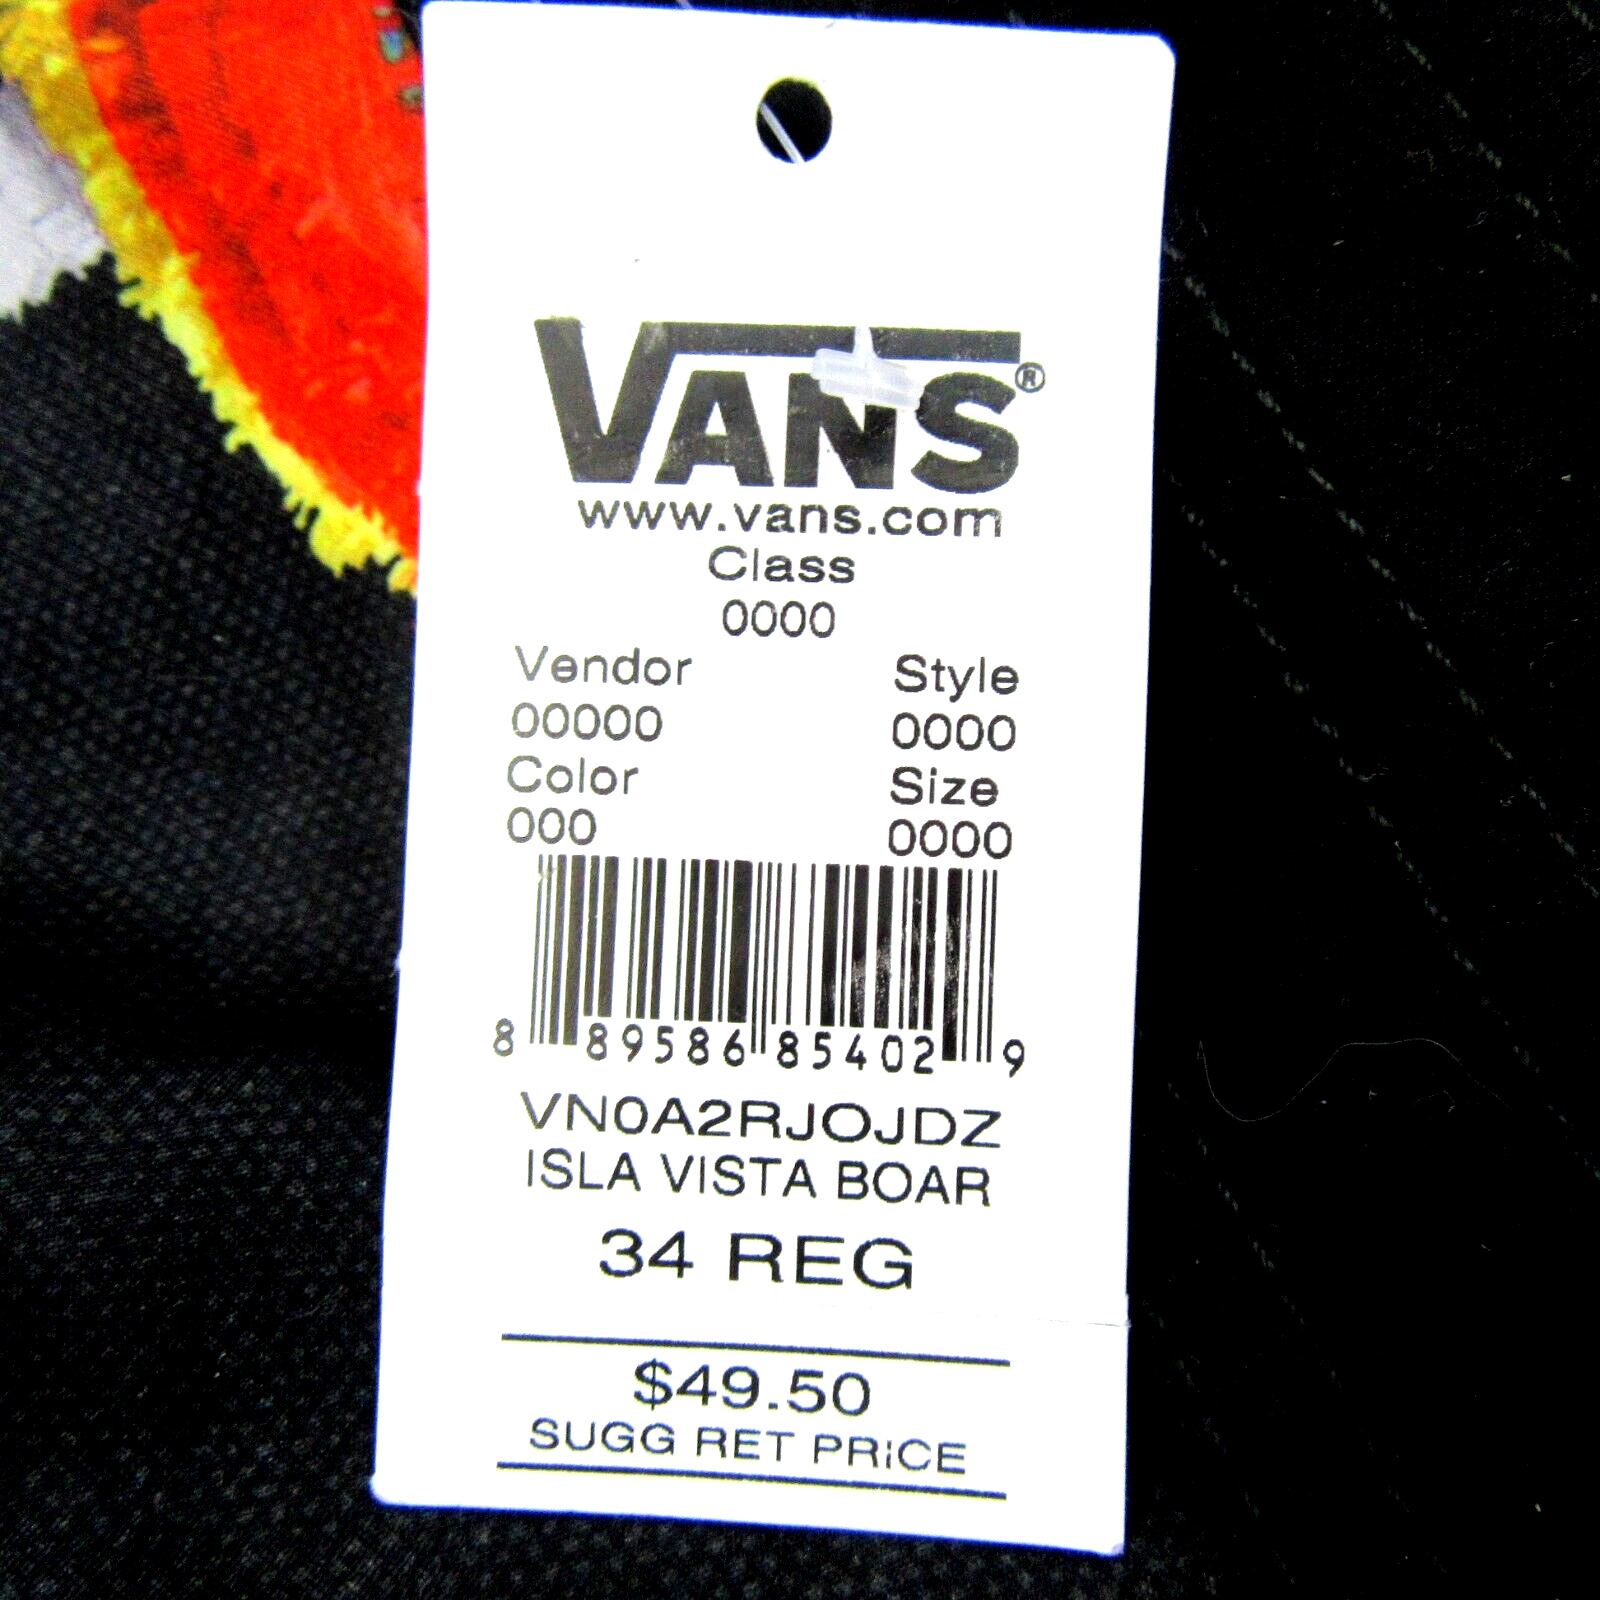 VANS®
www.vans.com
Class
0000
Vendor Style
00000 0000
Color Size
000 0000
8 89586 85402 9
VN0A2RJOJDZ
ISLA VISTA BOAR
34 REG
$49.50
SUGG RET PRiCE